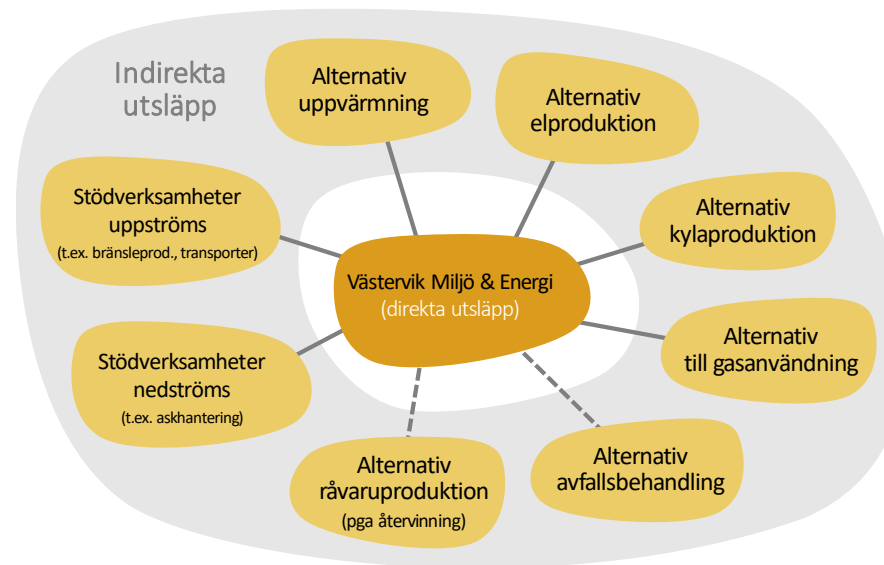 Indirekta
utsläpp
Alternativ
uppvärmning
Alternativ
elproduktion
Stödverksamheter
uppströms
(t.ex. bränsleprod., transporter)
Alternativ
kylaproduktion
Västervik Miljö & Energi
(direkta utsläpp)
Alternativ
till gasanvändning
Stödverksamheter
nedströms
(t.ex. askhantering)
Alternativ
råvaruproduktion
(pga återvinning)
Alternativ
avfallsbehandling